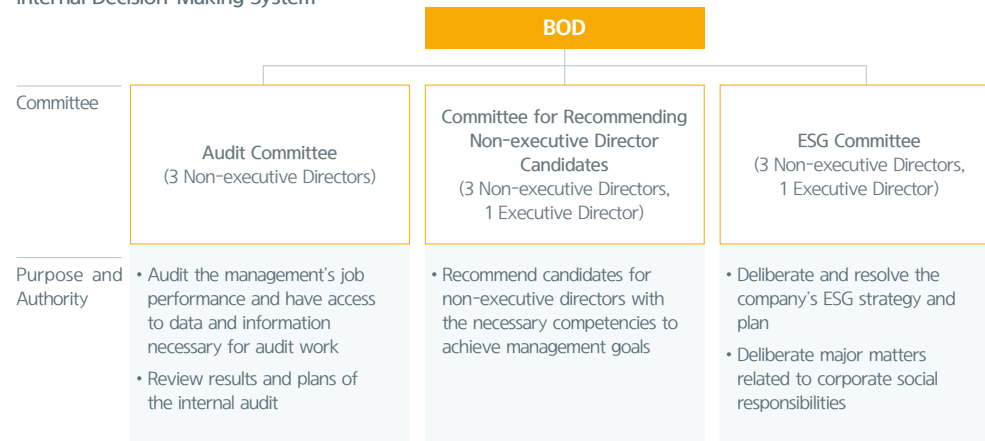 Internal Decision-Making System
BOD
Committee
Audit Committee
(3 Non-executive Directors)
Committee for Recommending
Non-executive Director
Candidates
(3 Non-executive Directors,
1 Executive Director)
ESG Committee
(3 Non-executive Directors,
1 Executive Director)
Purpose and
Authority
• Audit the management's job
performance and have access
to data and information
necessary for audit work
• Review results and plans of
the internal audit
• Recommend candidates for
non-executive directors with
the necessary competencies to
achieve management goals
• Deliberate and resolve the
company's ESG strategy and
plan
• Deliberate major matters
related to corporate social
responsibilities